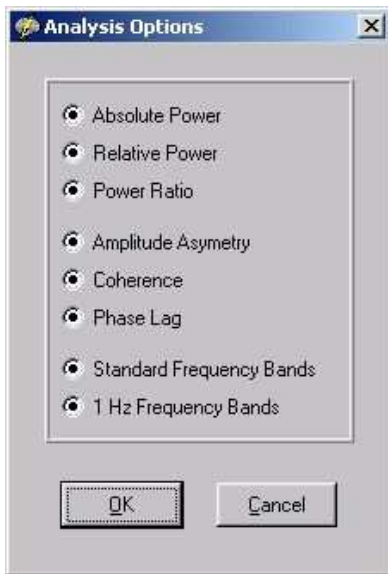 Analysis Options
Absolute Power
Relative Power
Power Ratio
Amplitude Asymetry
Coherence
Phase Lag
Standard Frequency Bands
1 Hz Frequency Bands
OK Cancel